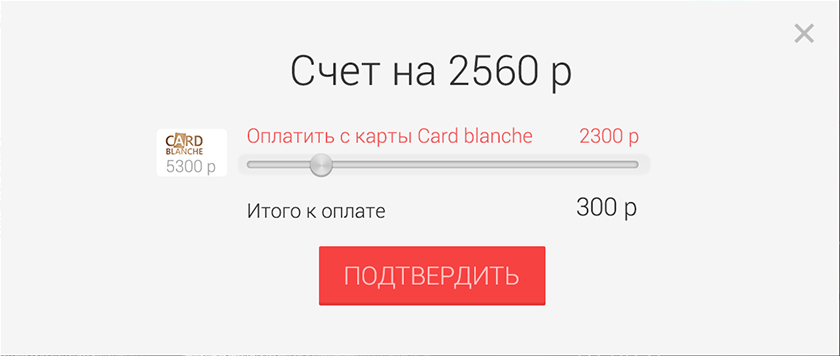 Счет на 2560 р
CARD
BLANCHE
5300 р
Оплатить с карты Card blanche 2300 р
Итого к оплате 300 р
ПОДТВЕРДИТЬ